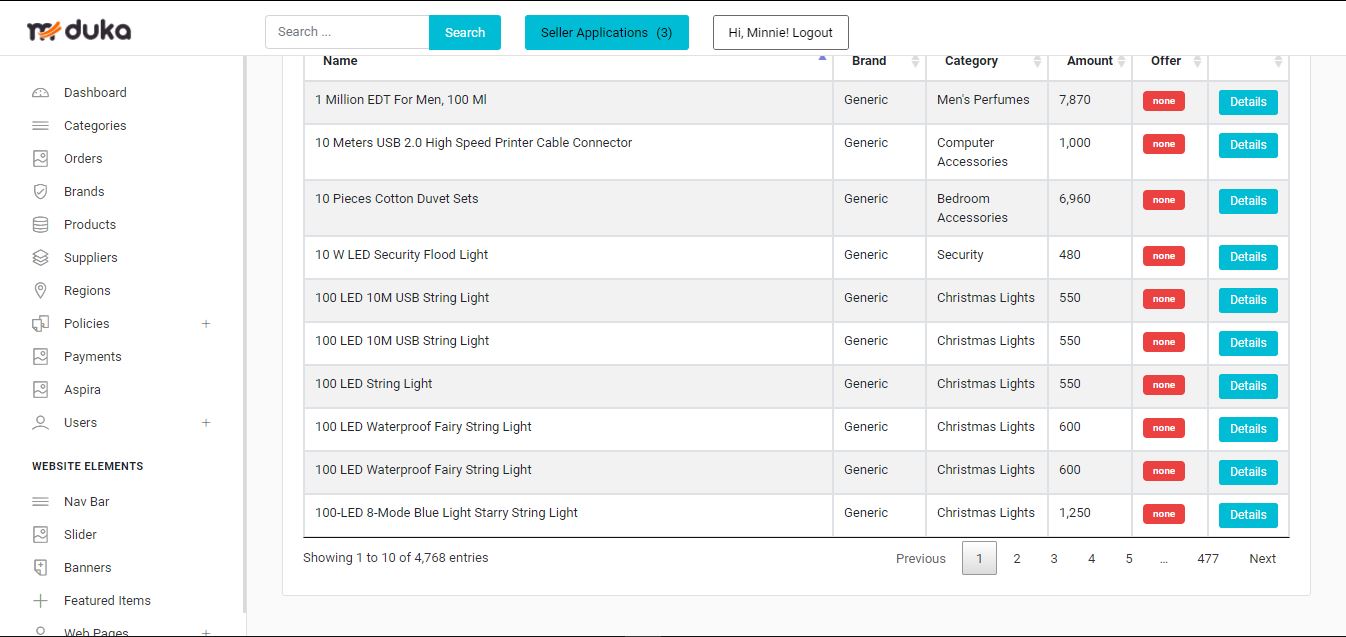 duka
Search ...
Search
Seller Applications (3)
Hi, Minnie! Logout
Dashboard
Categories
Orders
Brands
Products
Suppliers
Regions
Policies +
Payments
Aspira
Users +
WEBSITE ELEMENTS
Nav Bar
Slider
Banners
Featured Items
Web Pages +
Name Brand Category Amount Offer
1 Million EDT For Men, 100 Ml Generic Men's Perfumes 7,870 none Details
10 Meters USB 2.0 High Speed Printer Cable Connector Generic Computer 1,000 none Details
Accessories
10 Pieces Cotton Duvet Sets Generic Bedroom 6,960 none Details
Accessories
10 W LED Security Flood Light Generic Security 480 none Details
100 LED 10M USB String Light Generic Christmas Lights 550 none Details
100 LED 10M USB String Light Generic Christmas Lights 550 none Details
100 LED String Light Generic Christmas Lights 550 none Details
100 LED Waterproof Fairy String Light Generic Christmas Lights 600 none Details
100 LED Waterproof Fairy String Light Generic Christmas Lights 600 none Details
100-LED 8-Mode Blue Light Starry String Light Generic Christmas Lights 1,250 none Details
Showing 1 to 10 of 4,768 entries
Previous 1 2 3 4 5 ... 477 Next